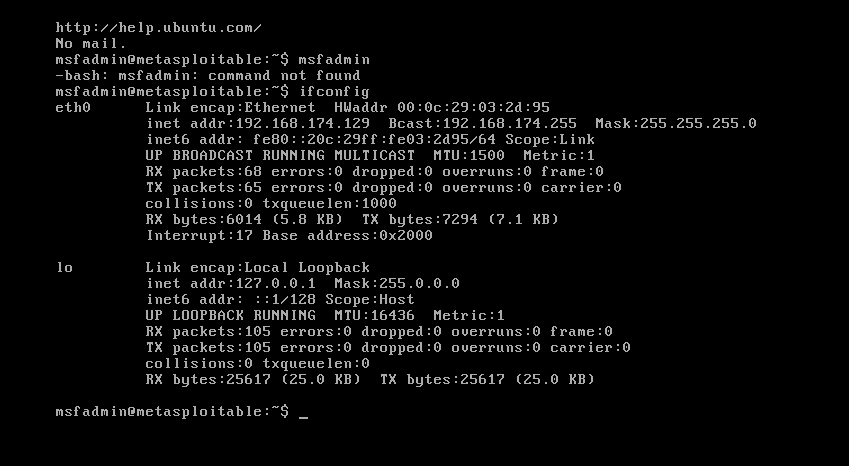 http://help.ubuntu.com/
No mail.
msfadmin@metasploitable:~$ msfadmin
-bash: msfadmin: command not found
msfadmin@metasploitable:~$ ifconfig
eth0      Link encap:Ethernet  HWaddr 00:0c:29:03:2d:95
          inet addr:192.168.174.129  Bcast:192.168.174.255  Mask:255.255.255.0
          inet6 addr: fe80::20c:29ff:fe03:2d95/64 Scope:Link
          UP BROADCAST RUNNING MULTICAST  MTU:1500  Metric:1
          RX packets:68 errors:0 dropped:0 overruns:0 frame:0
          TX packets:65 errors:0 dropped:0 overruns:0 carrier:0
          collisions:0 txqueuelen:1000
          RX bytes:6014 (5.8 KB)  TX bytes:7294 (7.1 KB)
          Interrupt:17 Base address:0x2000

lo        Link encap:Local Loopback
          inet addr:127.0.0.1  Mask:255.0.0.0
          inet6 addr: ::1/128 Scope:Host
          UP LOOPBACK RUNNING  MTU:16436  Metric:1
          RX packets:105 errors:0 dropped:0 overruns:0 frame:0
          TX packets:105 errors:0 dropped:0 overruns:0 carrier:0
          collisions:0 txqueuelen:0
          RX bytes:25617 (25.0 KB)  TX bytes:25617 (25.0 KB)

msfadmin@metasploitable:~$ _